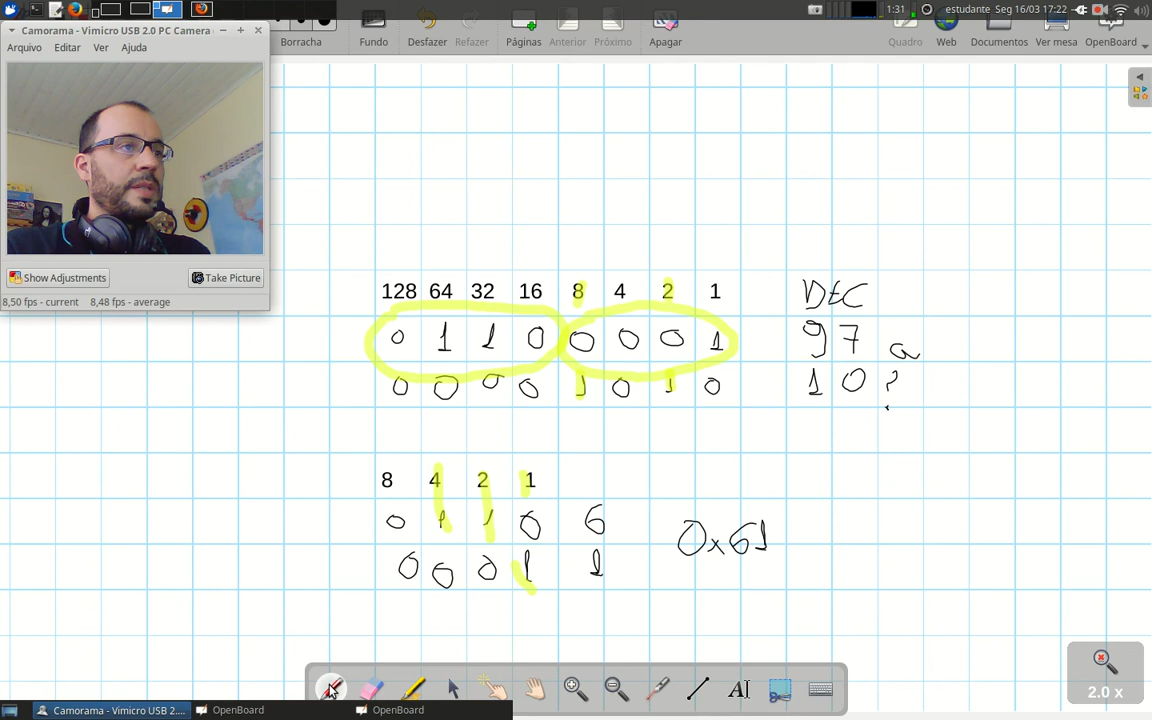 1:31 estudante Seg 16/03 17:22
Camorama - Vimicro USB 2.0 PC Camera
Arquivo Editar Ver Ajuda
Borracha Fundo Desfazer Refazer Páginas Anterior Próximo Apagar Quadro Web Documentos Ver mesa OpenBoard
Show Adjustments Take Picture
8,50 fps - current 8,48 fps - average
128 64 32 16 8 4 2 1 DEC
0 1 1 0 0 0 0 1 97 a
0 0 0 0 1 0 1 0 10 ?
8 4 2 1
0 1 1 0 6
0 0 0 1 1
0x61
2.0 x
Camorama - Vimicro USB 2.... OpenBoard OpenBoard